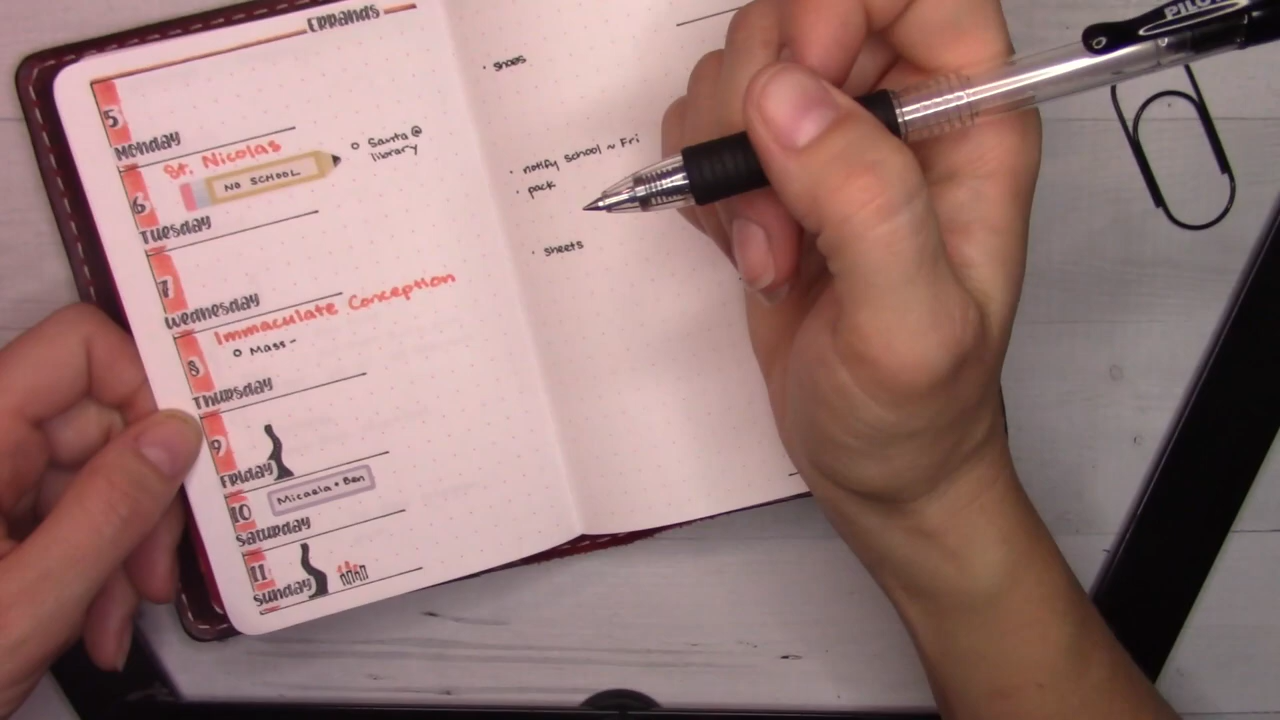 ERRANDS
5
Monday
St. Nicolas
NO SCHOOL
6
Tuesday
Santa @
library
7
Wednesday
Immaculate Conception
8
Mass -
Thursday
9
Friday
10
Micaela + Ben
Saturday
11
Sunday
· shoes
· notify school ~ Fri
· pack
· sheets
PILOT